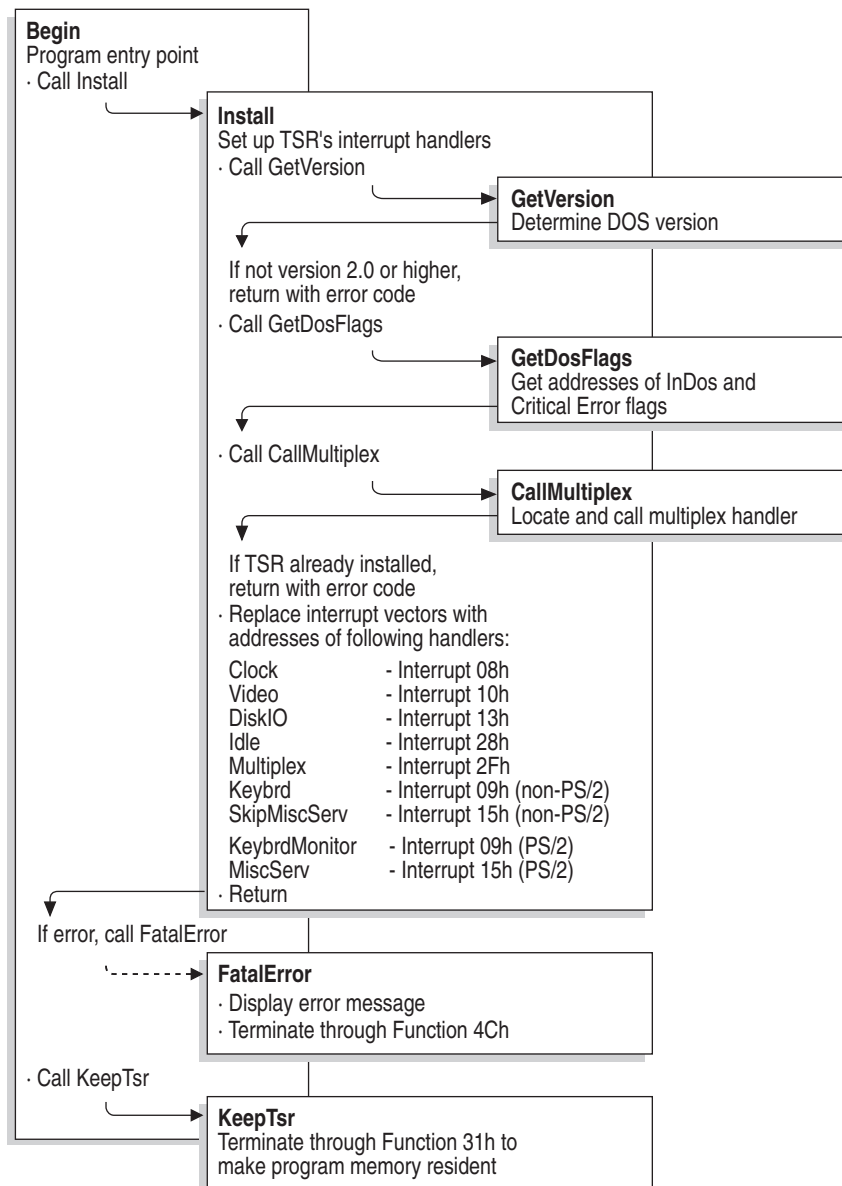 Begin
Program entry point
· Call Install
Install
Set up TSR's interrupt handlers
· Call GetVersion
GetVersion
Determine DOS version
If not version 2.0 or higher,
return with error code
· Call GetDosFlags
GetDosFlags
Get addresses of InDos and
Critical Error flags
· Call CallMultiplex
CallMultiplex
Locate and call multiplex handler
If TSR already installed,
return with error code
· Replace interrupt vectors with
addresses of following handlers:
Clock - Interrupt 08h
Video - Interrupt 10h
DiskIO - Interrupt 13h
Idle - Interrupt 28h
Multiplex - Interrupt 2Fh
Keybrd - Interrupt 09h (non-PS/2)
SkipMiscServ - Interrupt 15h (non-PS/2)
KeybrdMonitor - Interrupt 09h (PS/2)
MiscServ - Interrupt 15h (PS/2)
· Return
If error, call FatalError
FatalError
· Display error message
· Terminate through Function 4Ch
· Call KeepTsr
KeepTsr
Terminate through Function 31h to
make program memory resident